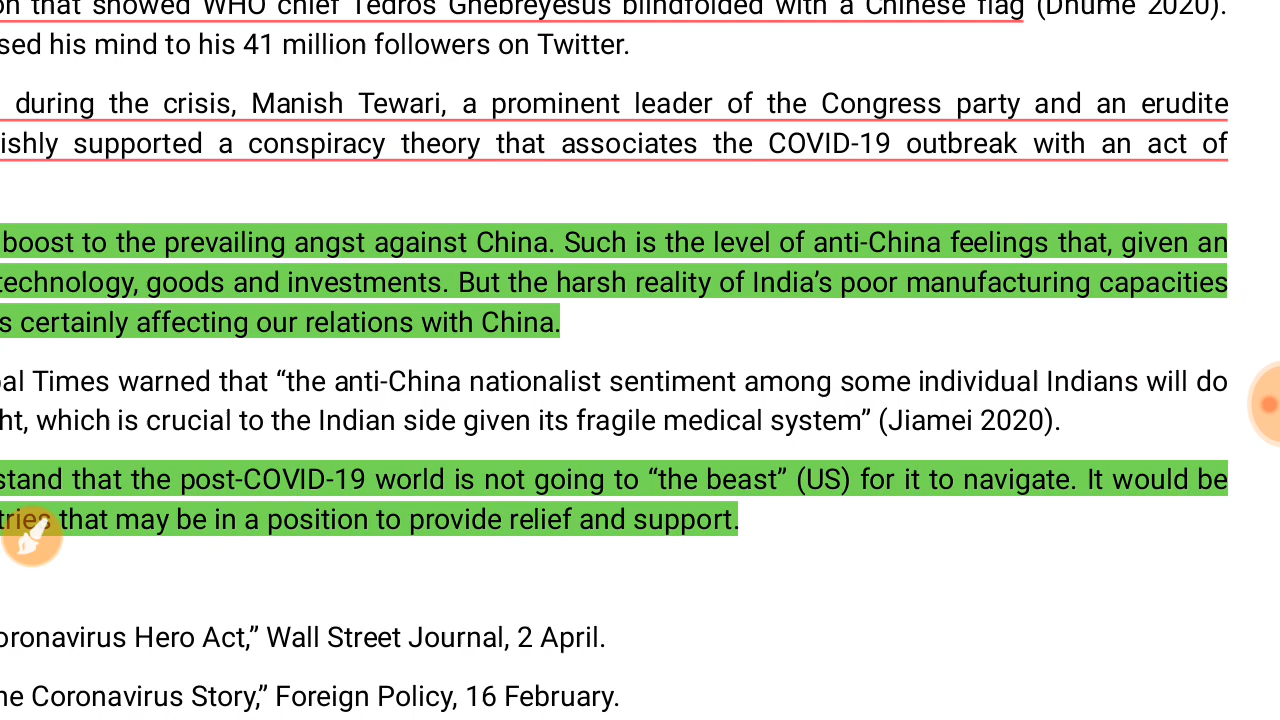 on that showed WHO chief Tedros Ghebreyesus blindfolded with a Chinese flag (Dhume 2020).
sed his mind to his 41 million followers on Twitter.
during the crisis, Manish Tewari, a prominent leader of the Congress party and an erudite
ishly supported a conspiracy theory that associates the COVID-19 outbreak with an act of
boost to the prevailing angst against China. Such is the level of anti-China feelings that, given an
technology, goods and investments. But the harsh reality of India’s poor manufacturing capacities
s certainly affecting our relations with China.
bal Times warned that “the anti-China nationalist sentiment among some individual Indians will do
ht, which is crucial to the Indian side given its fragile medical system” (Jiamei 2020).
stand that the post-COVID-19 world is not going to “the beast” (US) for it to navigate. It would be
tries that may be in a position to provide relief and support.
oronavirus Hero Act,” Wall Street Journal, 2 April.
he Coronavirus Story,” Foreign Policy, 16 February.